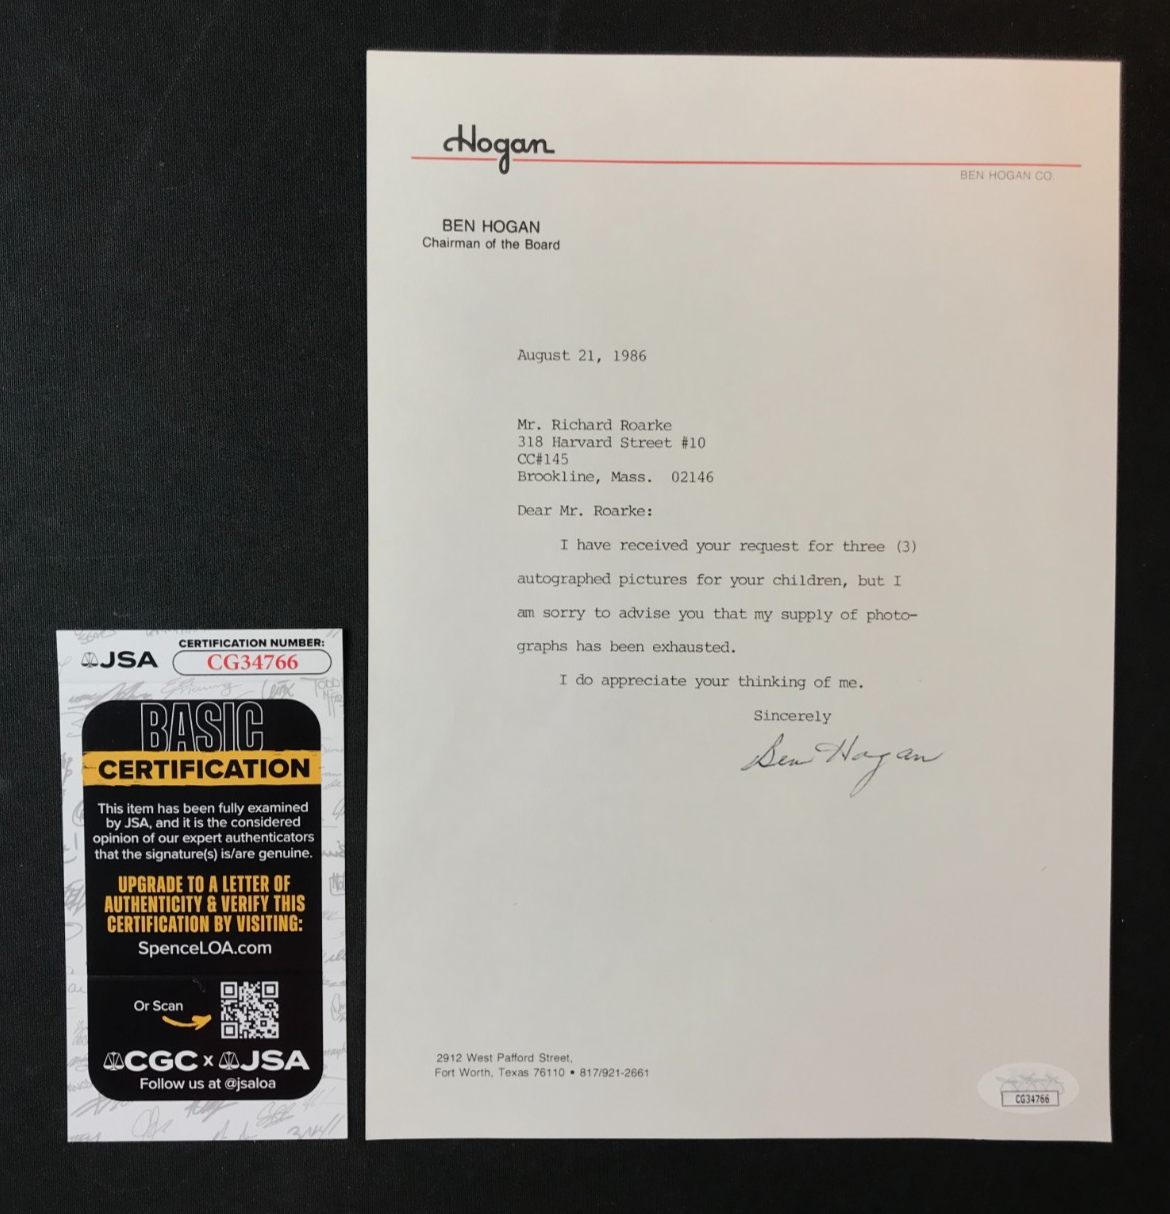 Hogan
BEN HOGAN CO.
BEN HOGAN
Chairman of the Board
August 21, 1986
Mr. Richard Roarke
318 Harvard Street #10
CC#145
Brookline, Mass. 02146
Dear Mr. Roarke:
I have received your request for three (3)
autographed pictures for your children, but I
am sorry to advise you that my supply of photo-
graphs has been exhausted.
I do appreciate your thinking of me.
Sincerely
Ben Hogan
2912 West Pafford Street,
Fort Worth, Texas 76110 • 817/921-2661
CG34766
JSA
CERTIFICATION NUMBER:
CG34766
BASIC
CERTIFICATION
This item has been fully examined
by JSA, and it is the considered
opinion of our expert authenticators
that the signature(s) is/are genuine.
UPGRADE TO A LETTER OF
AUTHENTICITY & VERIFY THIS
CERTIFICATION BY VISITING:
SpenceLOA.com
Or Scan
CGC x JSA
Follow us at @jsaloa